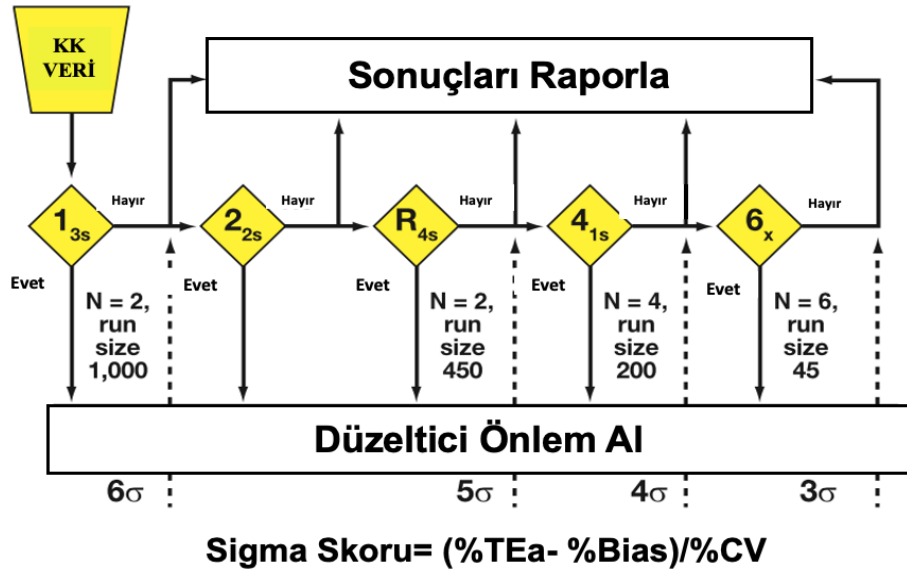 KK
VERİ
Sonuçları Raporla
Hayır
Hayır
Hayır
Hayır
Hayır
13s
22s
R4s
41s
6x
Evet
Evet
Evet
Evet
N = 2,
run
size
1,000
N = 2,
run
size
450
N = 4,
run
size
200
N = 6,
run
size
45
Düzeltici Önlem Al
6σ
5σ
4σ
3σ
Sigma Skoru= (%TEa- %Bias)/%CV